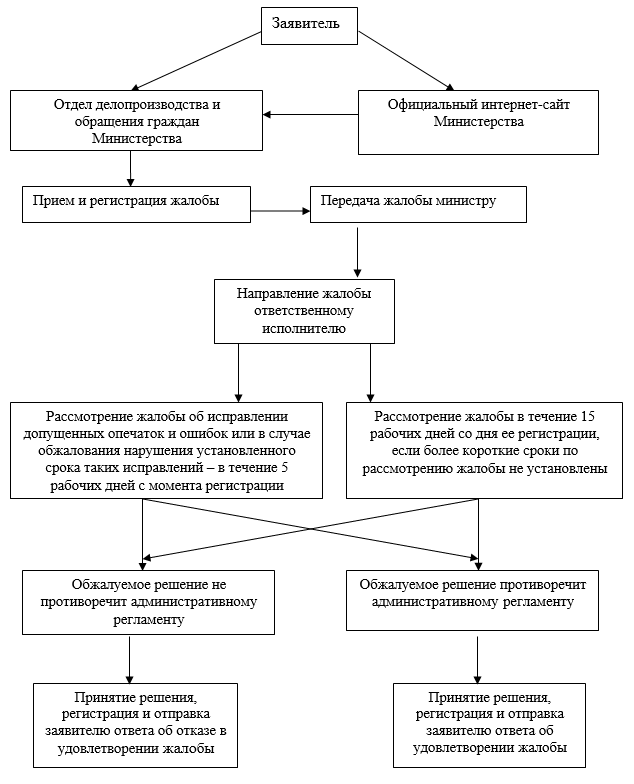 Заявитель
Отдел делопроизводства и
обращения граждан
Министерства
Официальный интернет-сайт
Министерства
Прием и регистрация жалобы
Передача жалобы министру
Направление жалобы
ответственному
исполнителю
Рассмотрение жалобы об исправлении
допущенных опечаток и ошибок или в случае
обжалования нарушения установленного
срока таких исправлений – в течение 5
рабочих дней с момента регистрации
Рассмотрение жалобы в течение 15
рабочих дней со дня ее регистрации,
если более короткие сроки по
рассмотрению жалобы не установлены
Обжалуемое решение не
противоречит административному
регламенту
Обжалуемое решение противоречит
административному регламенту
Принятие решения,
регистрация и отправка
заявителю ответа об отказе в
удовлетворении жалобы
Принятие решения,
регистрация и отправка
заявителю ответа об
удовлетворении жалобы